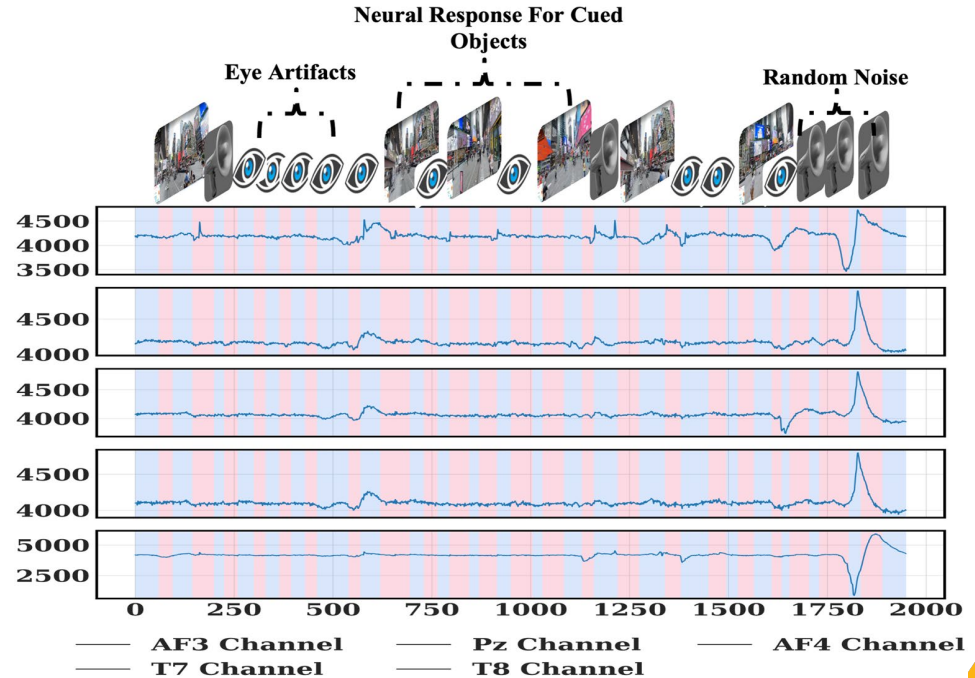 Neural Response For Cued
Objects
Eye Artifacts
Random Noise
4500
4000
3500
4500
4000
4500
4000
4500
4000
5000
2500
0 250 500 750 1000 1250 1500 1750 2000
AF3 Channel Pz Channel AF4 Channel
T7 Channel T8 Channel